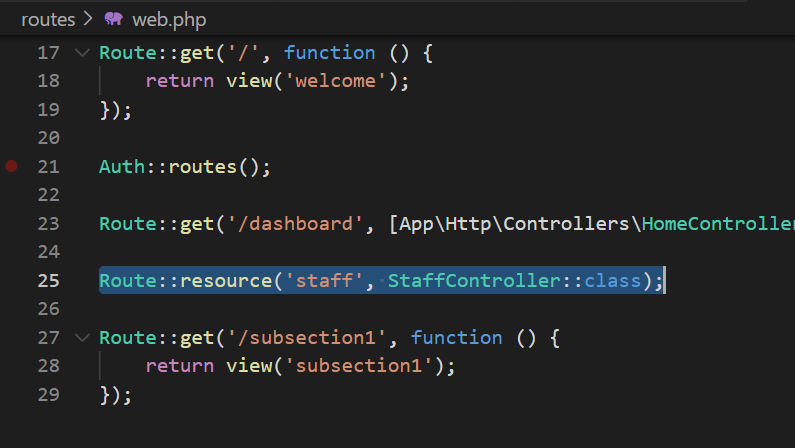 routes > web.php
17 Route::get('/', function () {
18     return view('welcome');
19 });
20
21 Auth::routes();
22
23 Route::get('/dashboard', [App\Http\Controllers\HomeController
24
25 Route::resource('staff', StaffController::class);
26
27 Route::get('/subsection1', function () {
28     return view('subsection1');
29 });